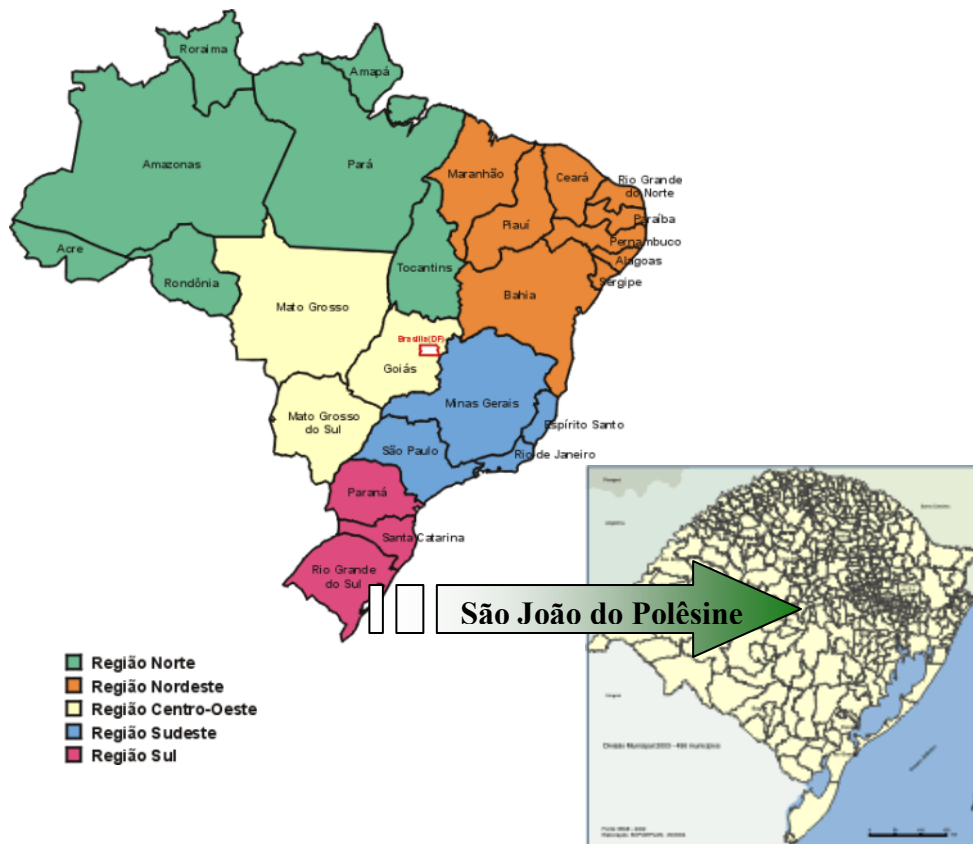 Roraima
Amapá
Amazonas
Pará
Maranhão
Ceará
Rio Grande
do Norte
Paraíba
Piauí
Pernambuco
Alagoas
Sergipe
Acre
Rondônia
Tocantins
Bahia
Mato Grosso
Brasília(DF)
Goiás
Minas Gerais
Mato Grosso
do Sul
Espírito Santo
São Paulo
Rio de Janeiro
Paraná
Santa Catarina
Rio Grande
do Sul
São João do Polêsine
Região Norte
Região Nordeste
Região Centro-Oeste
Região Sudeste
Região Sul